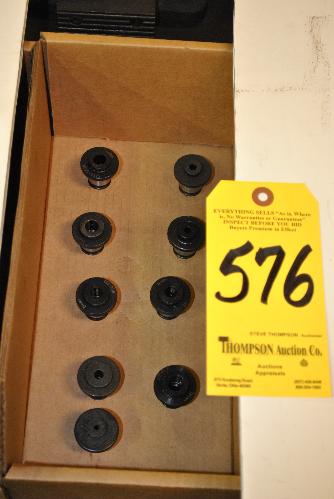 EVERYTHING SELLS "As is, Where
is, No Warranties or Guarantees"
INSPECT BEFORE YOU BID
Buyers Premium in Effect
576
STEVE THOMPSON
THOMPSON Auction Co.
Auctions
Appraisals